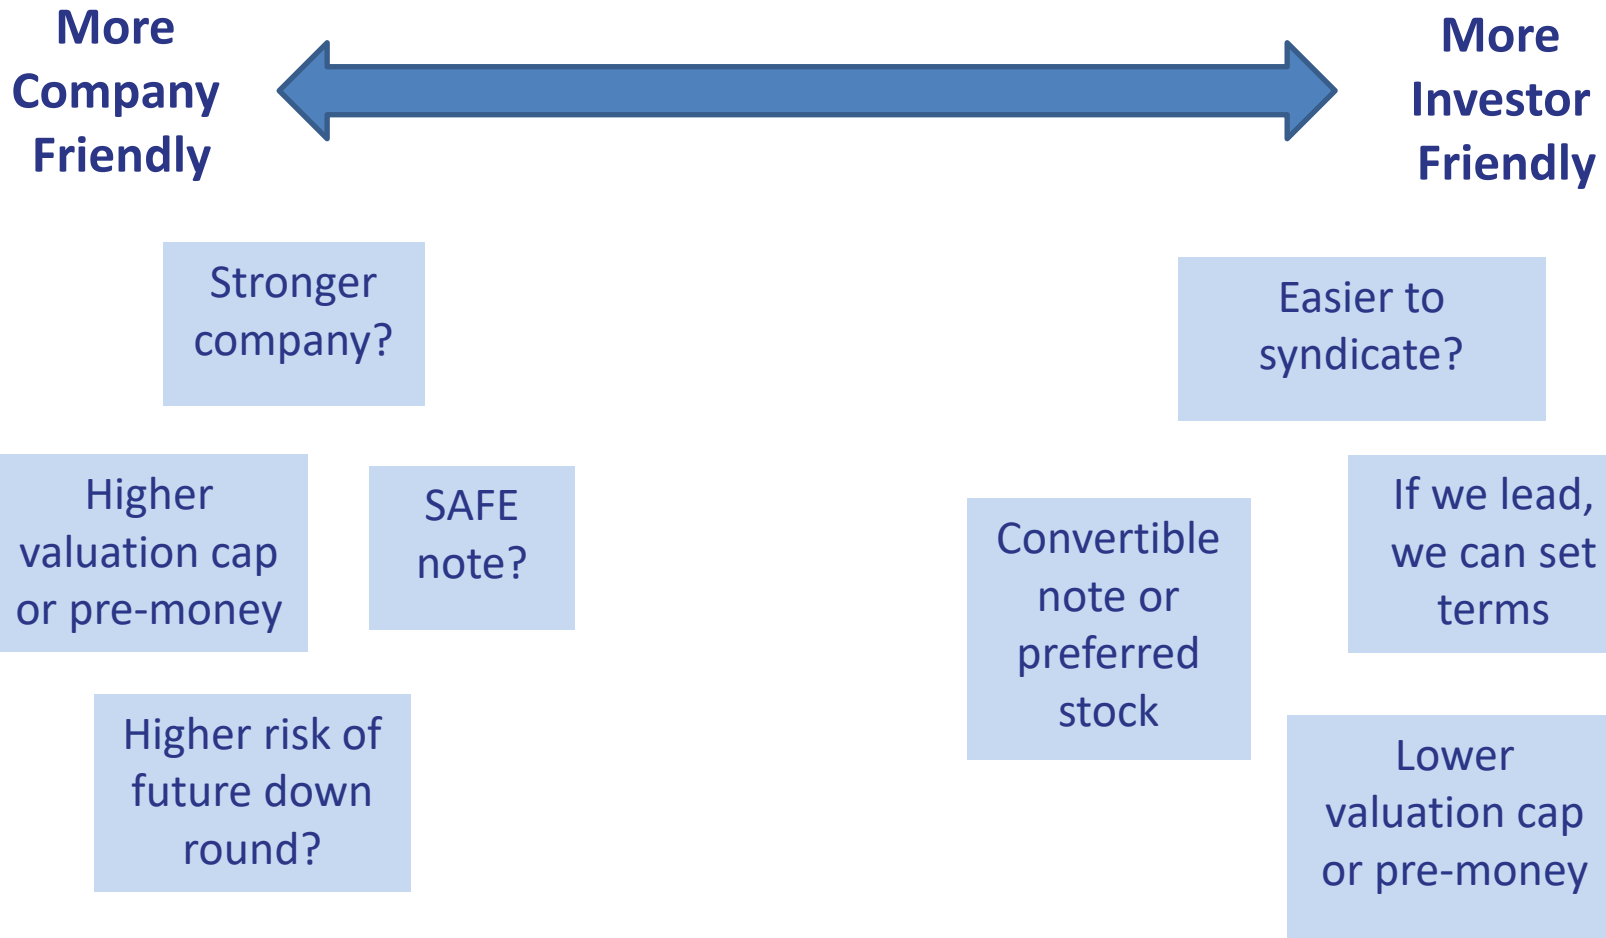 More
Company
Friendly
More
Investor
Friendly
Stronger
company?
Easier to
syndicate?
Higher
valuation cap
or pre-money
SAFE
note?
Convertible
note or
preferred
stock
If we lead,
we can set
terms
Higher risk of
future down
round?
Lower
valuation cap
or pre-money